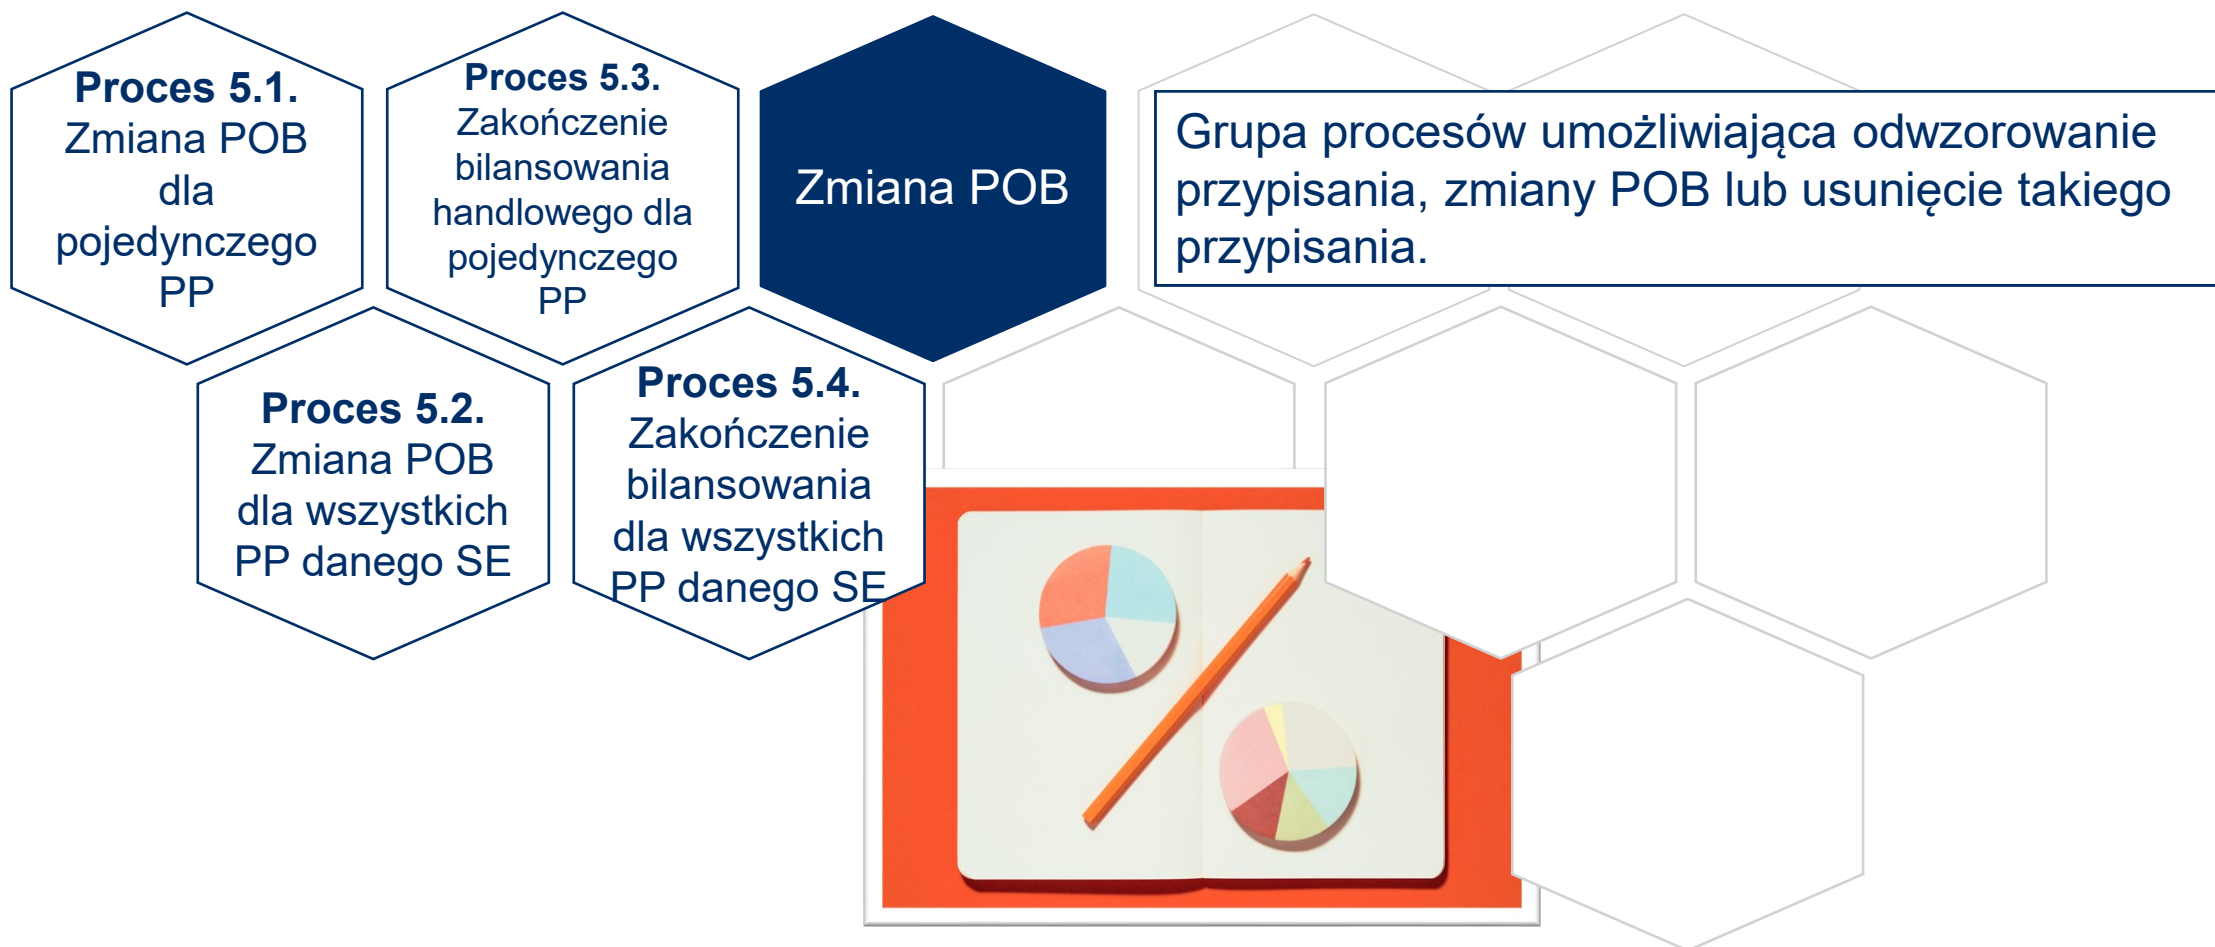 Proces 5.1.
Zmiana POB
dla
pojedynczego
PP
Proces 5.3.
Zakończenie
bilansowania
handlowego dla
pojedynczego
PP
Zmiana POB
Grupa procesów umożliwiająca odwzorowanie
przypisania, zmiany POB lub usunięcie takiego
przypisania.
Proces 5.2.
Zmiana POB
dla wszystkich
PP danego SE
Proces 5.4.
Zakończenie
bilansowania
dla wszystkich
PP danego SE